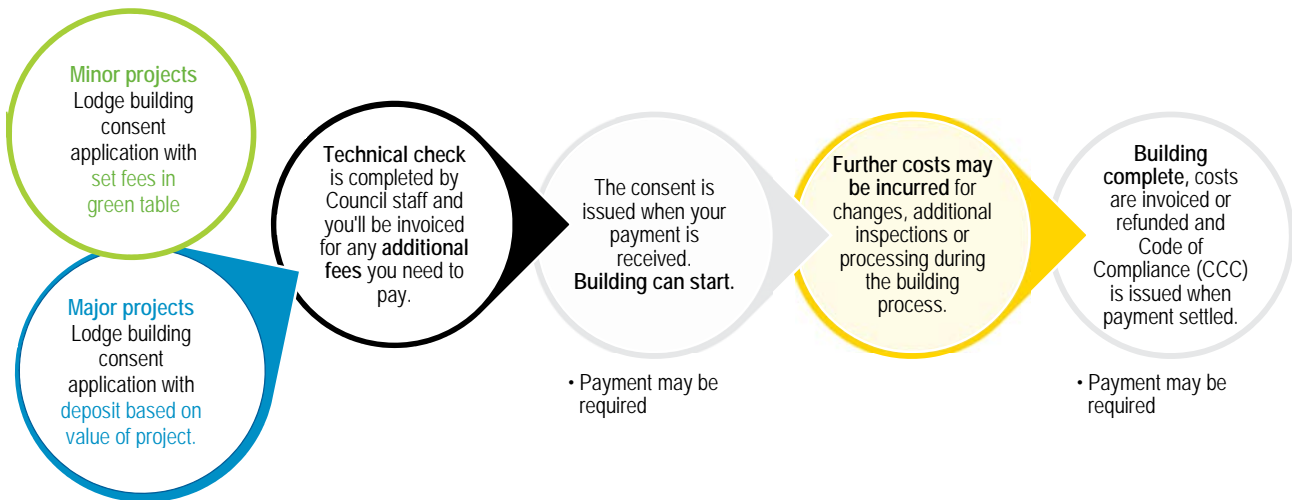 Minor projects
Lodge building
consent
application with
set fees in
green table
Major projects
Lodge building
consent
application with
deposit based on
value of project.
Technical check
is completed by
Council staff and
you'll be invoiced
for any additional
fees you need to
pay.
The consent is
issued when your
payment is
received.
Building can start.
• Payment may be
required
Further costs may
be incurred for
changes, additional
inspections or
processing during
the building
process.
Building
complete, costs
are invoiced or
refunded and
Code of
Compliance (CCC)
is issued when
payment settled.
• Payment may be
required